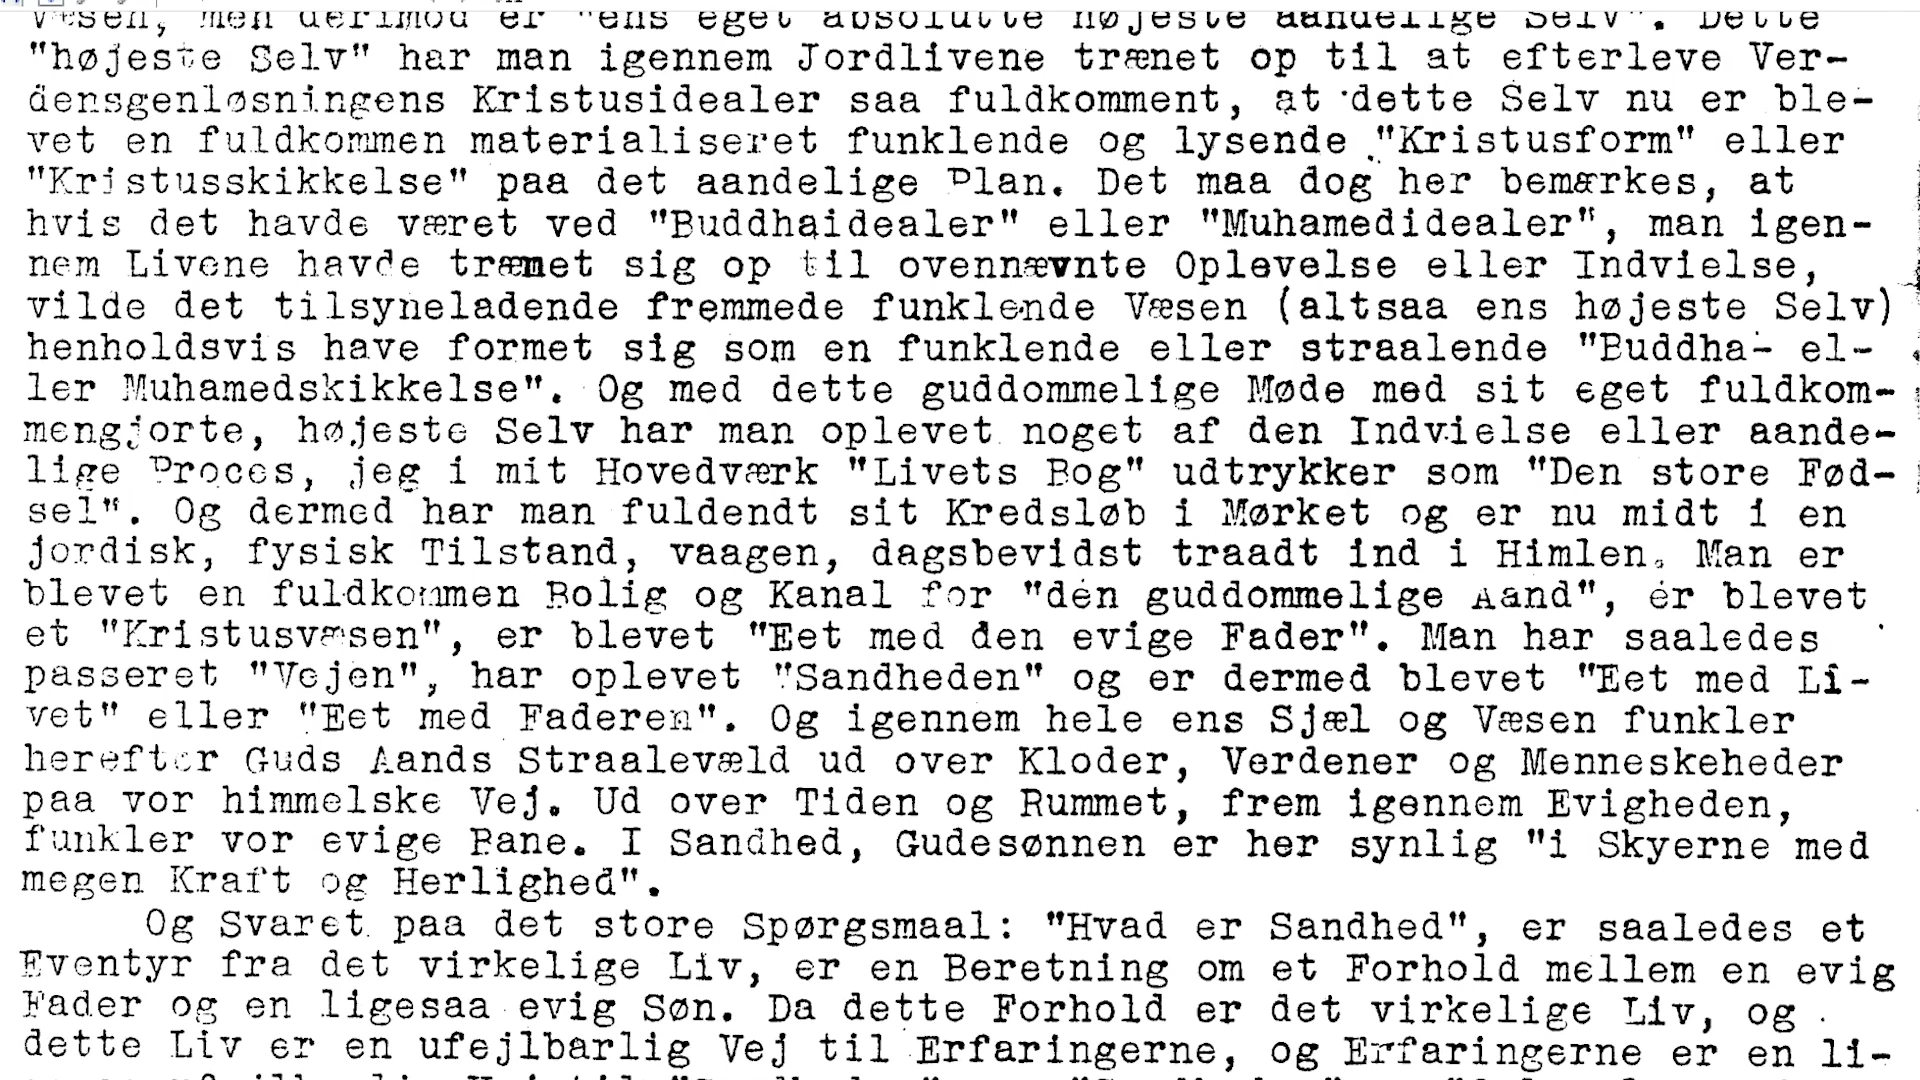 Væsen, men derimod er "ens eget absolutte højeste aandelige Selv". Dette
"højeste Selv" har man igennem Jordlivene trænet op til at efterleve Ver-
densgenløsningens Kristusidealer saa fuldkomment, at dette Selv nu er ble-
vet en fuldkommen materialiseret funklende og lysende "Kristusform" eller
"Kristusskikkelse" paa det aandelige Plan. Det maa dog her bemærkes, at
hvis det havde været ved "Buddhaidealer" eller "Muhamedidealer", man igen-
nem Livene havde trænet sig op til ovennævnte Oplevelse eller Indvielse,
vilde det tilsyneladende fremmede funklende Væsen (altsaa ens højeste Selv)
henholdsvis have formet sig som en funklende eller straalende "Buddha- el-
ler Muhamedskikkelse". Og med dette guddommelige Møde med sit eget fuldkom-
mengjorte, højeste Selv har man oplevet noget af den Indvielse eller aande-
lige Proces, jeg i mit Hovedværk "Livets Bog" udtrykker som "Den store Fød-
sel". Og dermed har man fuldendt sit Kredsløb i Mørket og er nu midt i en
jordisk, fysisk Tilstand, vaagen, dagsbevidst traadt ind i Himlen. Man er
blevet en fuldkommen Bolig og Kanal for "den guddommelige Aand", er blevet
et "Kristusvæsen", er blevet "Eet med den evige Fader". Man har saaledes
passeret "Vejen", har oplevet "Sandheden" og er dermed blevet "Eet med Li-
vet" eller "Eet med Faderen". Og igennem hele ens Sjæl og Væsen funkler
herefter Guds Aands Straalevæld ud over Kloder, Verdener og Menneskeheder
paa vor himmelske Vej. Ud over Tiden og Rummet, frem igennem Evigheden,
funkler vor evige Bane. I Sandhed, Gudesønnen er her synlig "i Skyerne med
megen Kraft og Herlighed".
Og Svaret paa det store Spørgsmaal: "Hvad er Sandhed", er saaledes et
Eventyr fra det virkelige Liv, er en Beretning om et Forhold mellem en evig
Fader og en ligesaa evig Søn. Da dette Forhold er det virkelige Liv, og
dette Liv er en ufejlbarlig Vej til Erfaringerne, og Erfaringerne er en li-